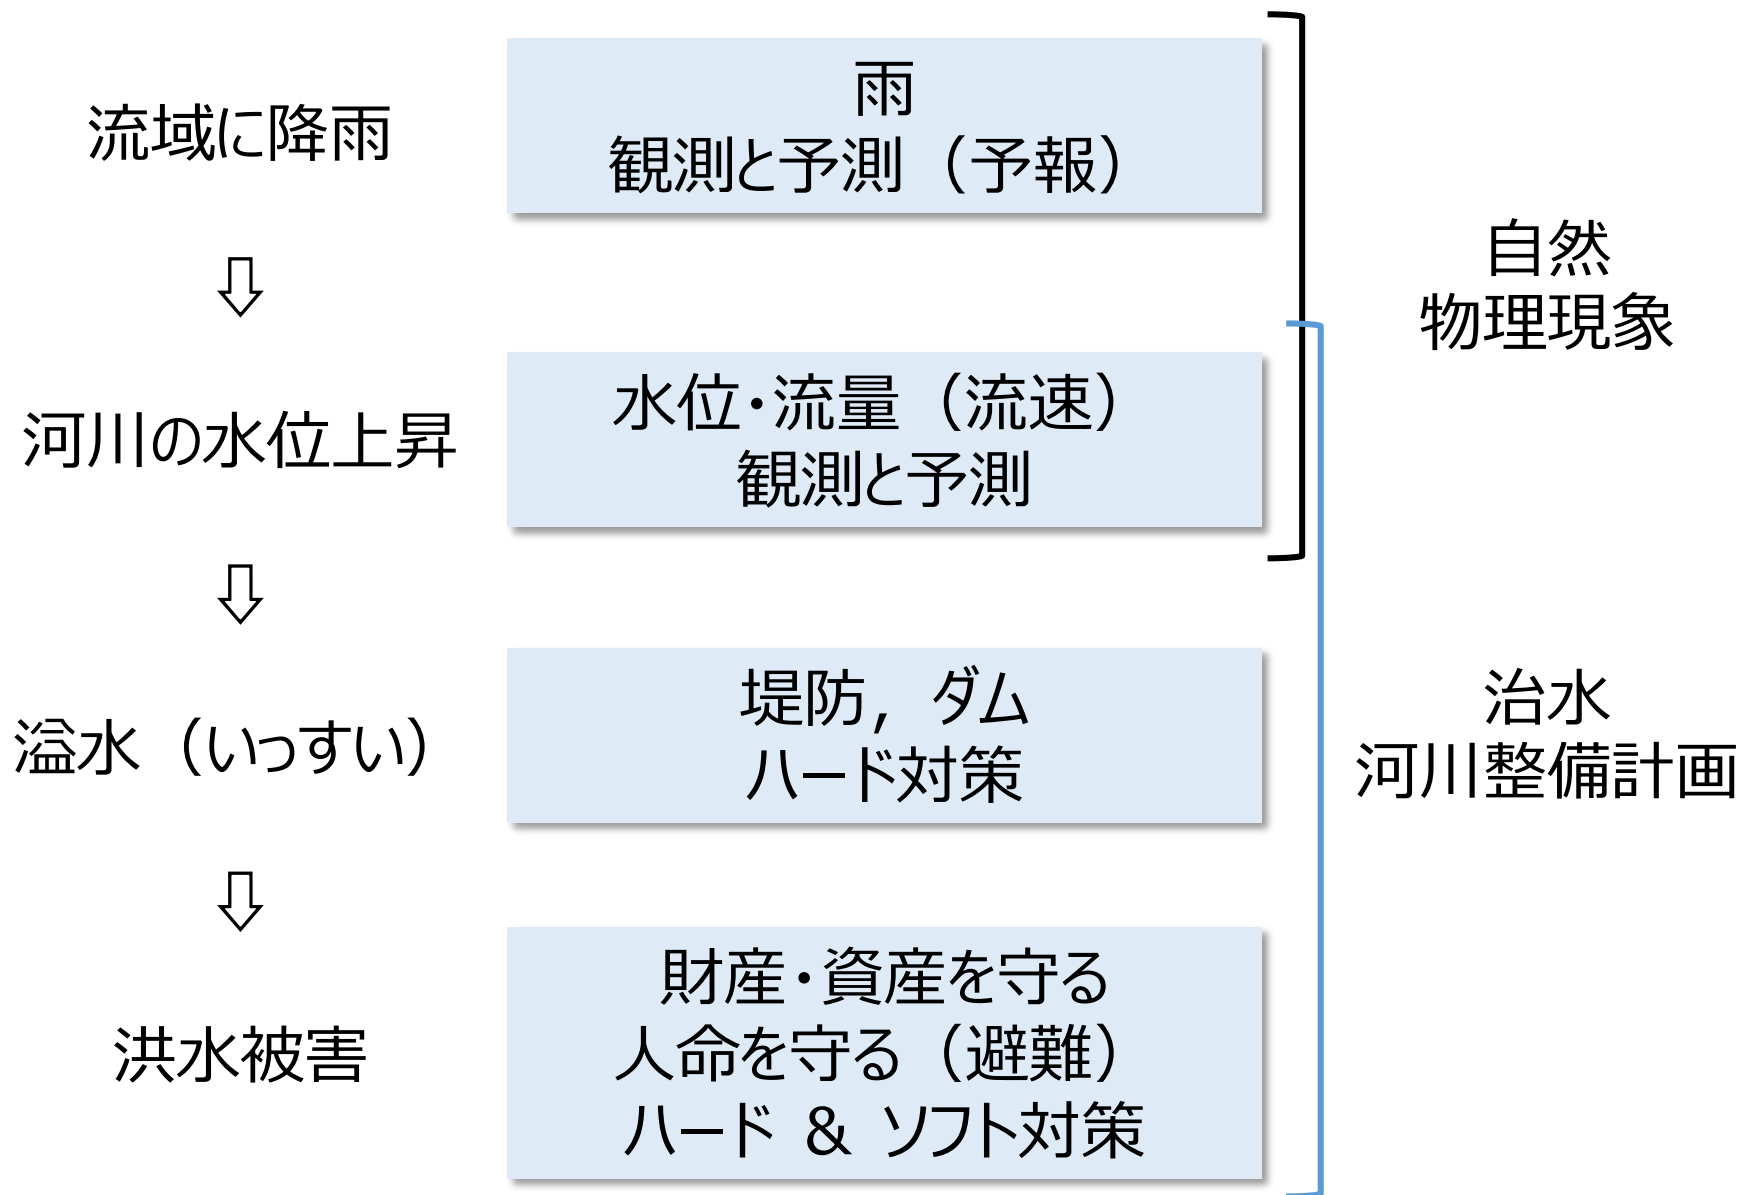 流域に降雨
雨
観測と予測（予報）
自然
物理現象
河川の水位上昇
水位・流量（流速）
観測と予測
溢水（いっすい）
堤防，ダム
ハード対策
治水
河川整備計画
洪水被害
財産・資産を守る
人命を守る（避難）
ハード ＆ ソフト対策